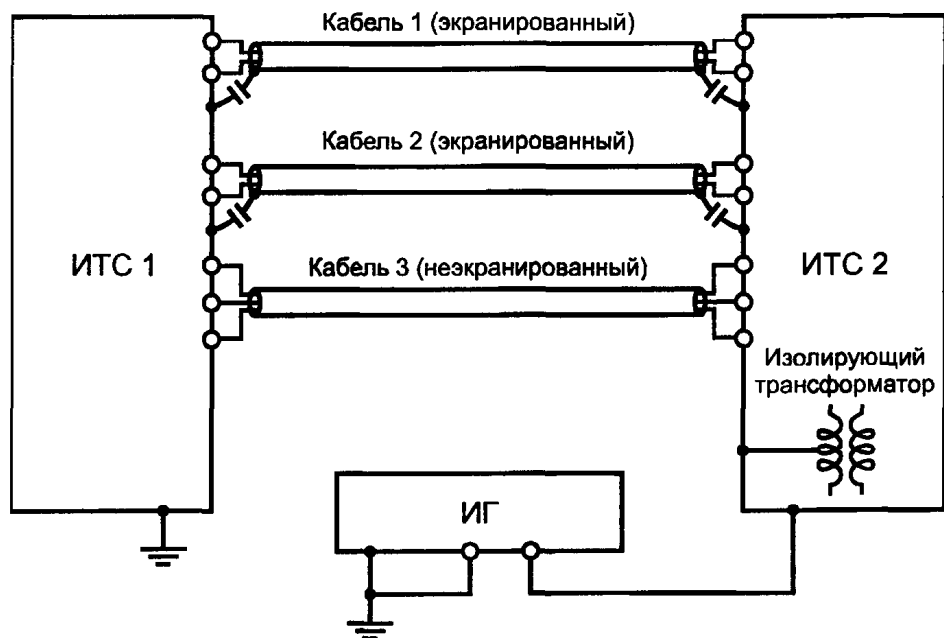 Кабель 1 (экранированный)
Кабель 2 (экранированный)
ИТС 1
Кабель 3 (неэкранированный)
ИТС 2
Изолирующий
трансформатор
ИГ